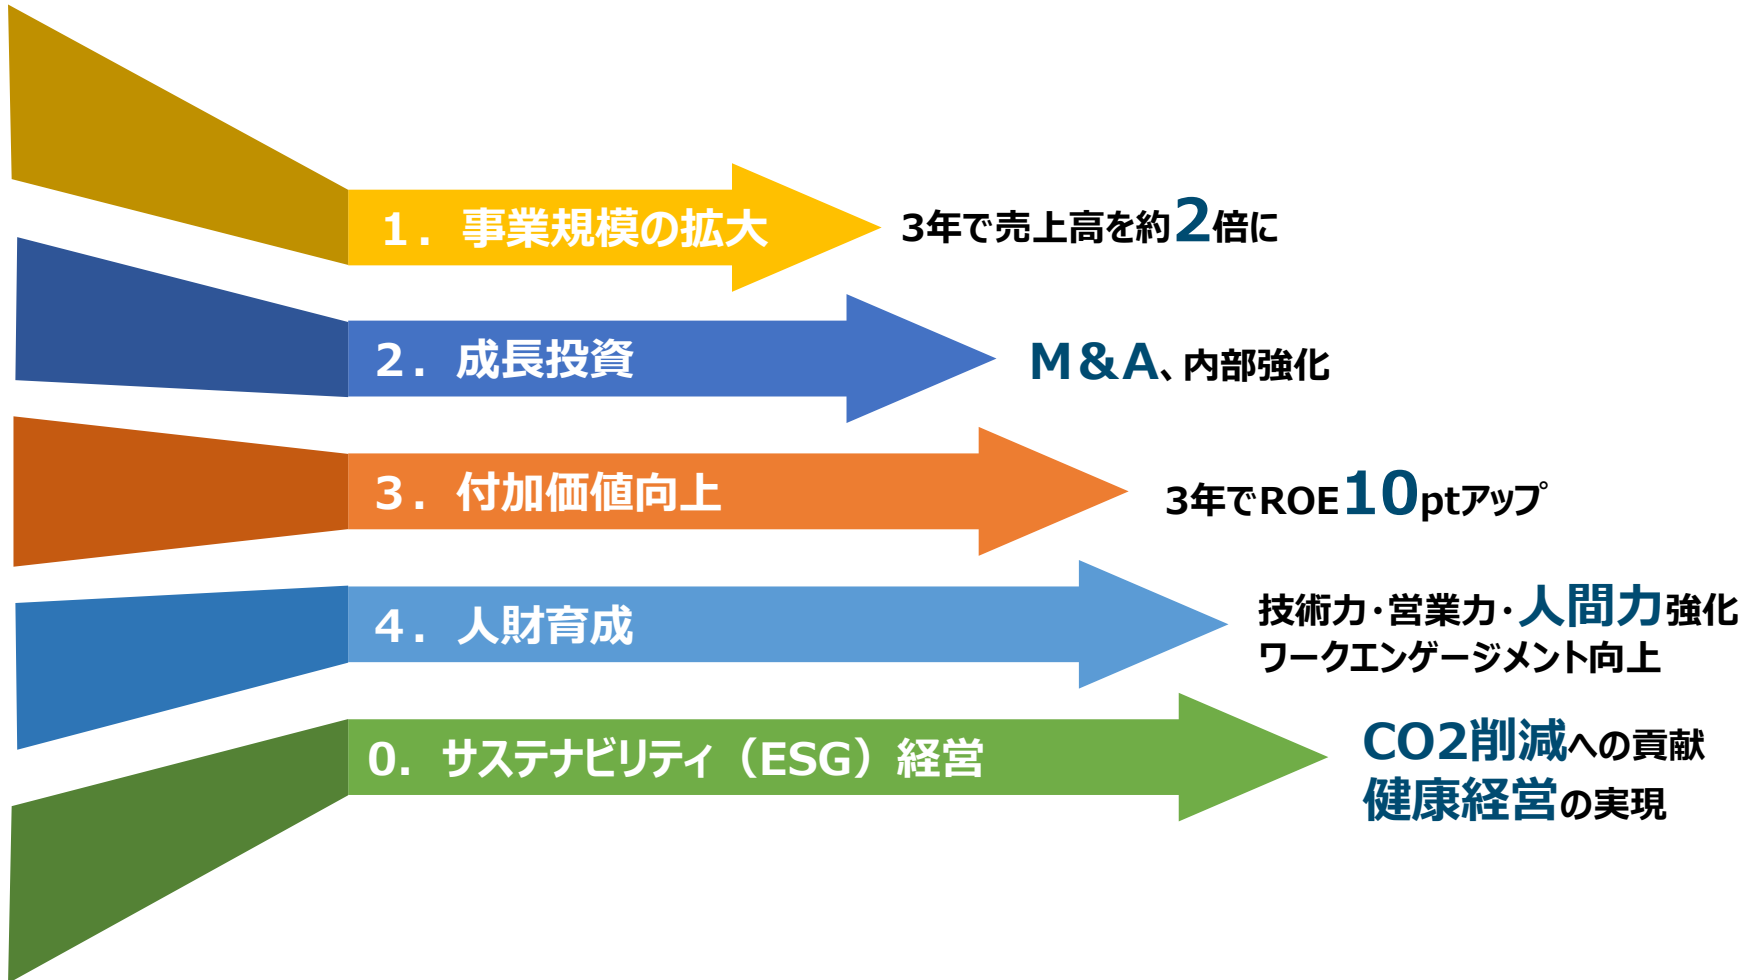 １．事業規模の拡大
3年で売上高を約2倍に
２．成長投資
Ｍ＆Ａ、内部強化
３．付加価値向上
3年でROE10ptアップ
４．人財育成
技術力・営業力・人間力強化
ワークエンゲージメント向上
0．サステナビリティ（ESG）経営
CO2削減への貢献
健康経営の実現